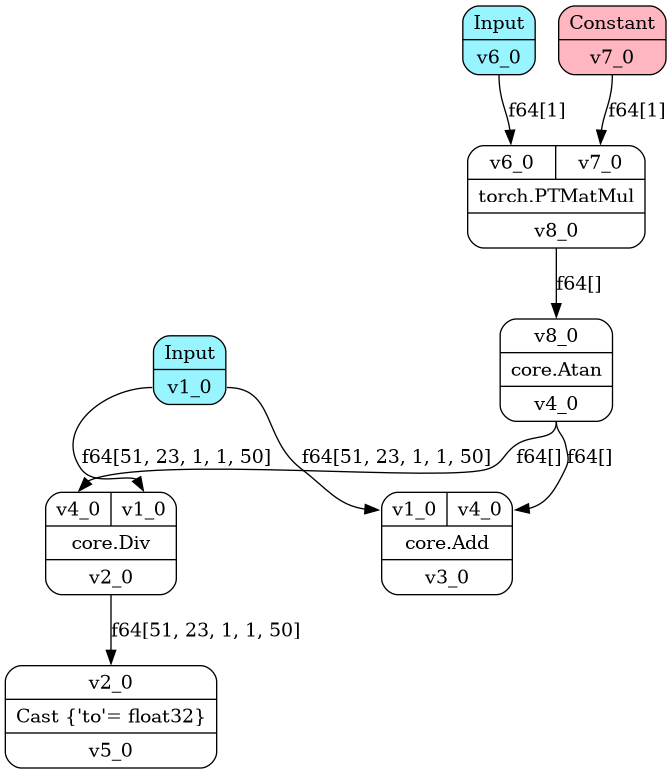 Input
v6_0
Constant
v7_0
f64[1]
f64[1]
v6_0 v7_0
torch.PTMatMul
v8_0
f64[]
v8_0
core.Atan
v4_0
Input
v1_0
f64[51, 23, 1, 1, 50]
f64[51, 23, 1, 1, 50]
f64[]
f64[]
v4_0 v1_0
core.Div
v2_0
v1_0 v4_0
core.Add
v3_0
f64[51, 23, 1, 1, 50]
v2_0
Cast {'to'= float32}
v5_0